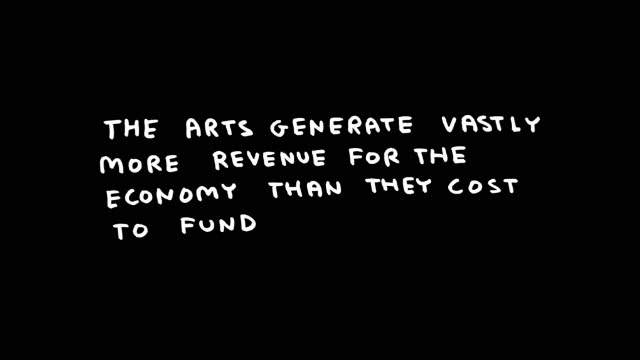 THE ARTS GENERATE VASTLY
MORE REVENUE FOR THE
ECONOMY THAN THEY COST
TO FUND